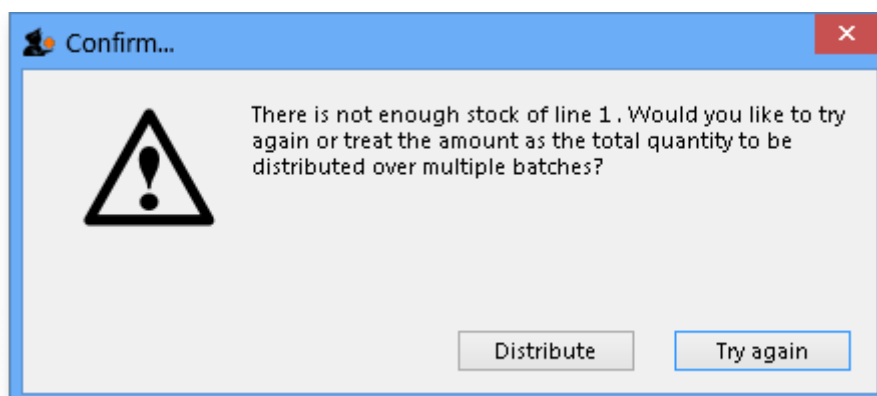 Confirm...
There is not enough stock of line 1 . Would you like to try
again or treat the amount as the total quantity to be
distributed over multiple batches?
Distribute
Try again